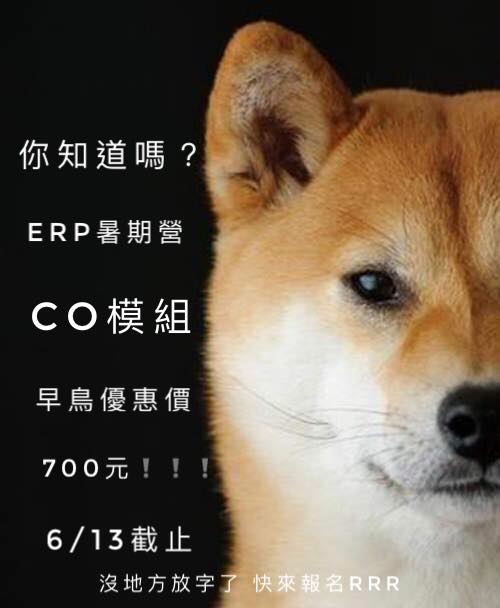 你知道嗎？
ERP暑期營
CO模組
早鳥優惠價
700元❗❗❗
6/13截止
沒地方放字了 快來報名RRR